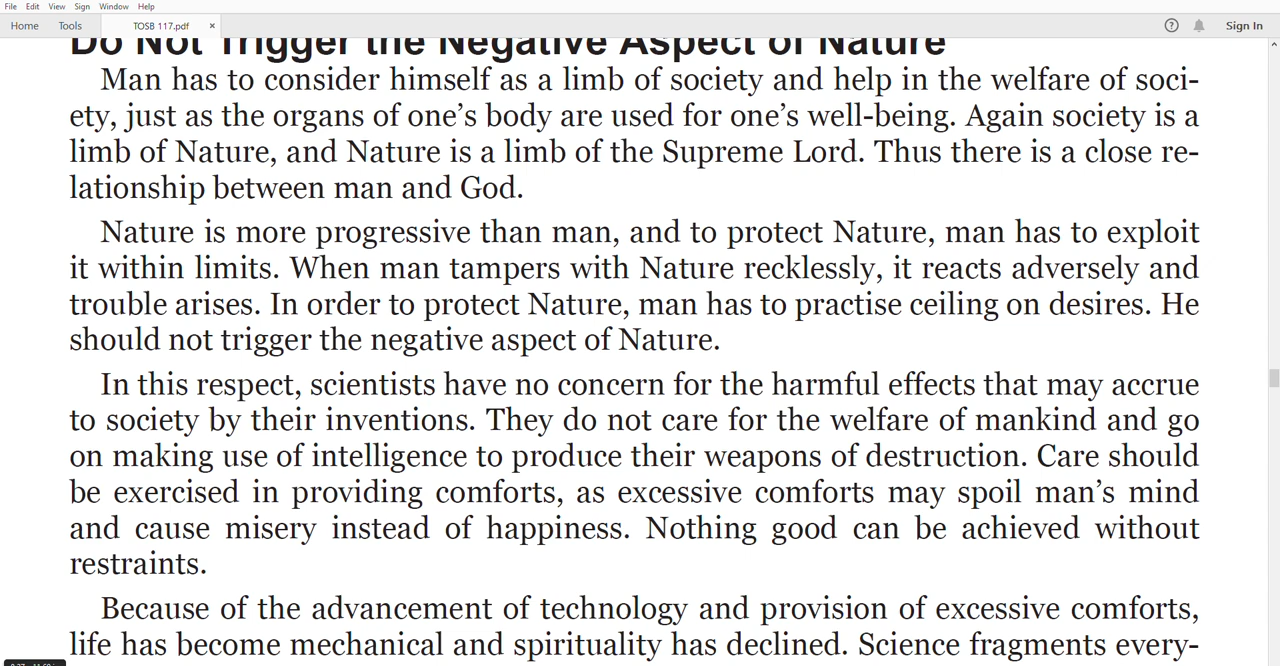 File Edit View Sign Window Help
Home Tools TOSB 117.pdf × ? Sign In
Do Not Trigger the Negative Aspect of Nature
Man has to consider himself as a limb of society and help in the welfare of soci-
ety, just as the organs of one’s body are used for one’s well-being. Again society is a
limb of Nature, and Nature is a limb of the Supreme Lord. Thus there is a close re-
lationship between man and God.
Nature is more progressive than man, and to protect Nature, man has to exploit
it within limits. When man tampers with Nature recklessly, it reacts adversely and
trouble arises. In order to protect Nature, man has to practise ceiling on desires. He
should not trigger the negative aspect of Nature.
In this respect, scientists have no concern for the harmful effects that may accrue
to society by their inventions. They do not care for the welfare of mankind and go
on making use of intelligence to produce their weapons of destruction. Care should
be exercised in providing comforts, as excessive comforts may spoil man’s mind
and cause misery instead of happiness. Nothing good can be achieved without
restraints.
Because of the advancement of technology and provision of excessive comforts,
life has become mechanical and spirituality has declined. Science fragments every-